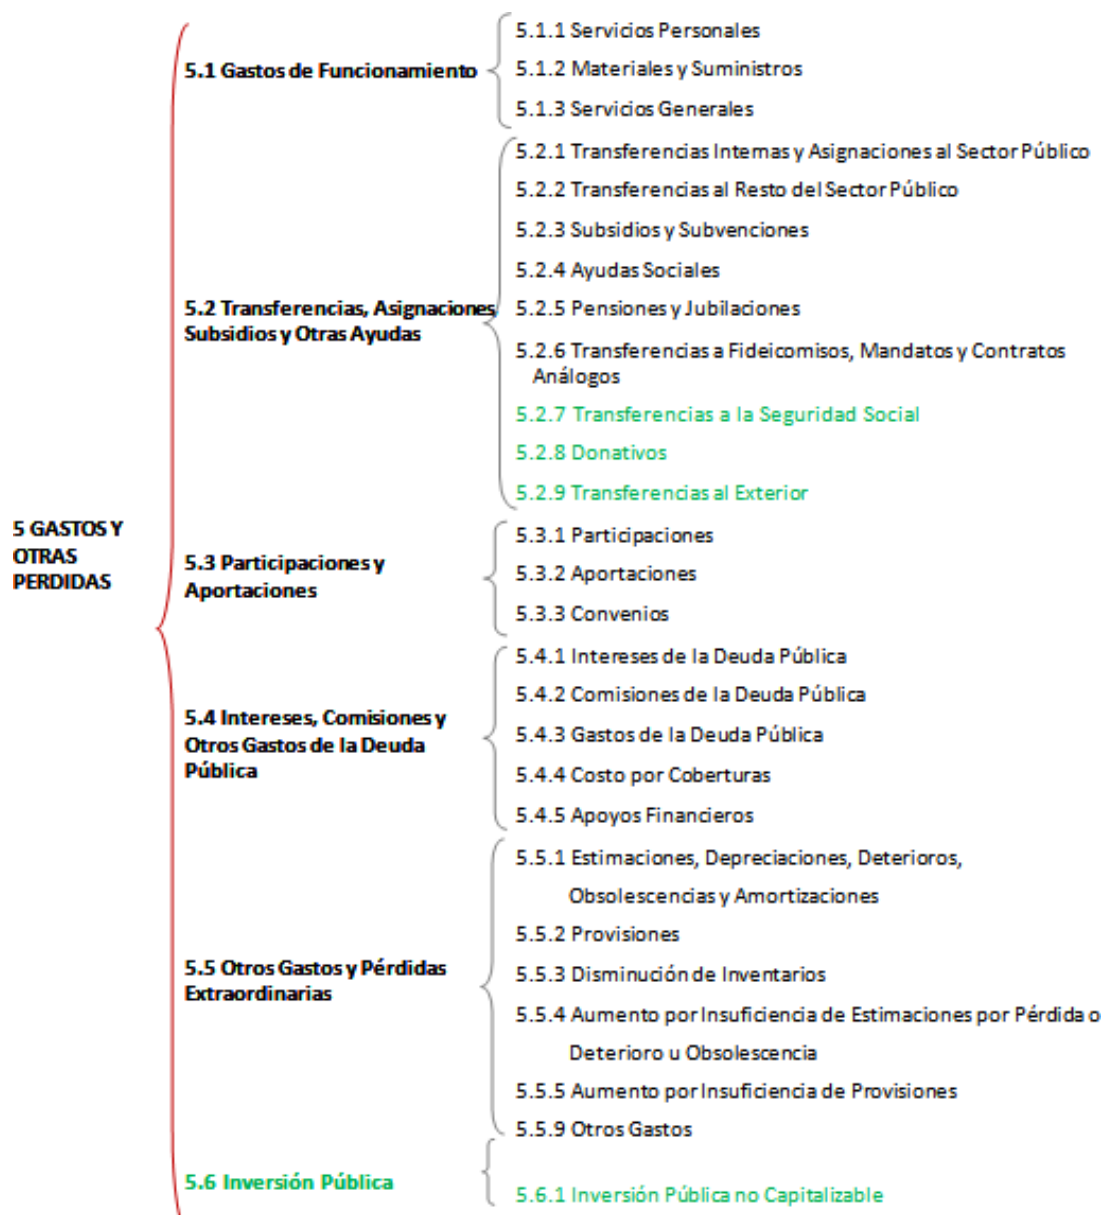 5 GASTOS Y
OTRAS
PERDIDAS
5.1 Gastos de Funcionamiento
5.1.1 Servicios Personales
5.1.2 Materiales y Suministros
5.1.3 Servicios Generales
5.2 Transferencias, Asignaciones,
Subsidios y Otras Ayudas
5.2.1 Transferencias Internas y Asignaciones al Sector Público
5.2.2 Transferencias al Resto del Sector Público
5.2.3 Subsidios y Subvenciones
5.2.4 Ayudas Sociales
5.2.5 Pensiones y Jubilaciones
5.2.6 Transferencias a Fideicomisos, Mandatos y Contratos
Análogos
5.2.7 Transferencias a la Seguridad Social
5.2.8 Donativos
5.2.9 Transferencias al Exterior
5.3 Participaciones y
Aportaciones
5.3.1 Participaciones
5.3.2 Aportaciones
5.3.3 Convenios
5.4 Intereses, Comisiones y
Otros Gastos de la Deuda
Pública
5.4.1 Intereses de la Deuda Pública
5.4.2 Comisiones de la Deuda Pública
5.4.3 Gastos de la Deuda Pública
5.4.4 Costo por Coberturas
5.4.5 Apoyos Financieros
5.5 Otros Gastos y Pérdidas
Extraordinarias
5.5.1 Estimaciones, Depreciaciones, Deterioros,
Obsolescencias y Amortizaciones
5.5.2 Provisiones
5.5.3 Disminución de Inventarios
5.5.4 Aumento por Insuficiencia de Estimaciones por Pérdida o
Deterioro u Obsolescencia
5.5.5 Aumento por Insuficiencia de Provisiones
5.5.9 Otros Gastos
5.6 Inversión Pública
5.6.1 Inversión Pública no Capitalizable